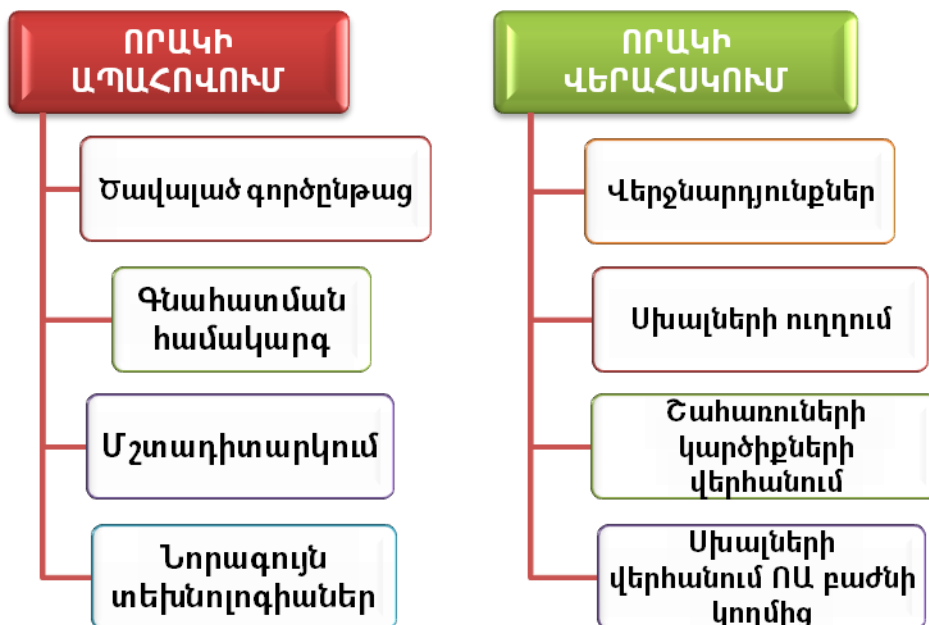 ՈՐԱԿԻ
ԱՊԱՀՈՎՈՒՄ
Ծավալած գործընթաց
Գնահատման
համակարգ
Մշտադիտարկում
Նորագույն
տեխնոլոգիաներ
ՈՐԱԿԻ
ՎԵՐԱՀՍԿՈՒՄ
Վերջնարդյունքներ
Սխալների ուղղում
Շահառուների
կարծիքների
վերհանում
Սխալների
վերհանում ՈԱ բաժնի
կողմից